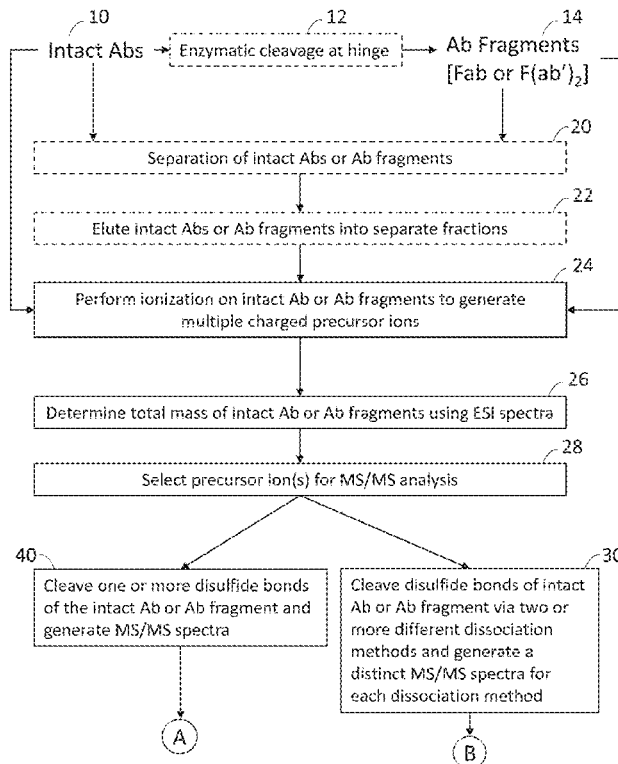 10
12
14
Intact Abs
Enzymatic cleavage at hinge
Ab Fragments
[Fab or F(ab')₂]
20
Separation of intact Abs or Ab fragments
22
Elute intact Abs or Ab fragments into separate fractions
24
Perform ionization on intact Ab or Ab fragments to generate
multiple charged precursor ions
26
Determine total mass of intact Ab or Ab fragments using ESI spectra
28
Select precursor ion(s) for MS/MS analysis
40
Cleave one or more disulfide bonds
of the intact Ab or Ab fragment and
generate MS/MS spectra
30
Cleave disulfide bonds of intact
Ab or Ab fragment via two or
more different dissociation
methods and generate a
distinct MS/MS spectra for
each dissociation method
A
B